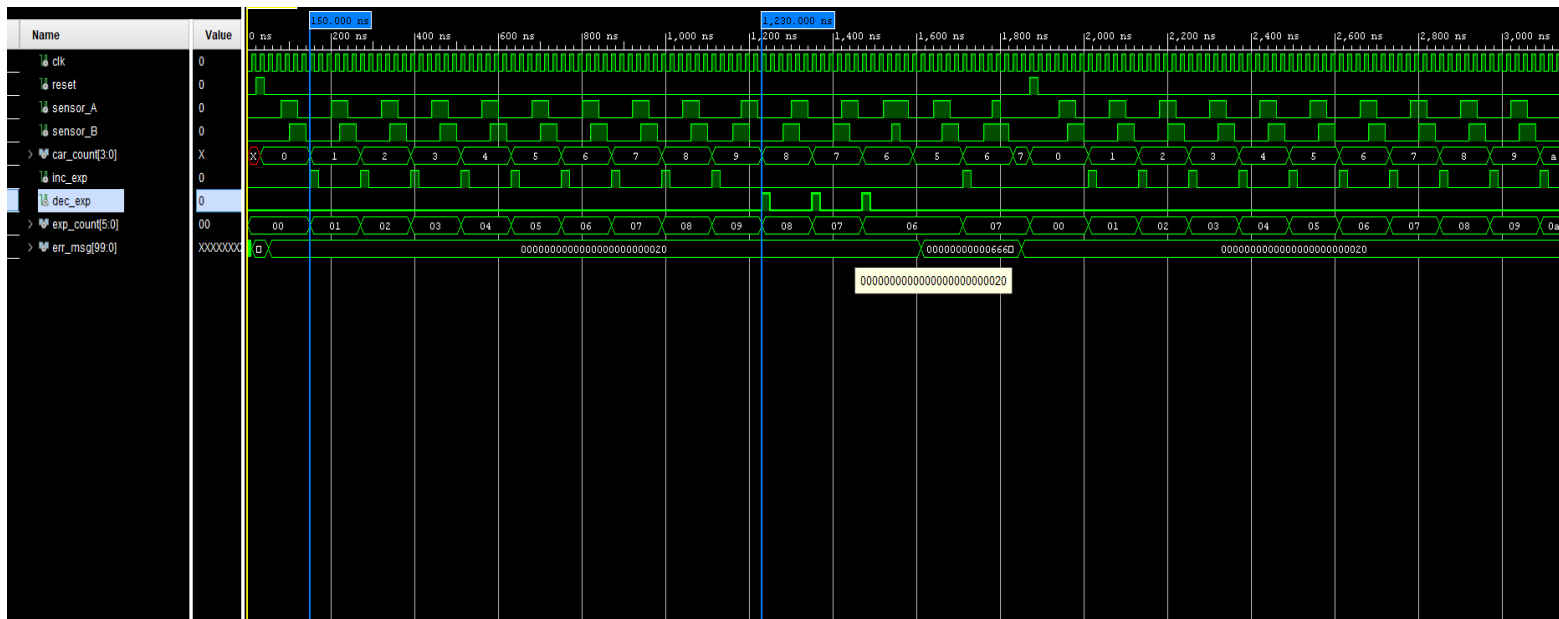 150.000 ns 1,230.000 ns
Name Value 0 ns 200 ns 400 ns 600 ns 800 ns 1,000 ns 1,200 ns 1,400 ns 1,600 ns 1,800 ns 2,000 ns 2,200 ns 2,400 ns 2,600 ns 2,800 ns 3,000 ns
clk 0
reset 0
sensor_A 0
sensor_B 0
car_count[3:0] X X 0 1 2 3 4 5 6 7 8 9 8 7 6 5 6 7 0 1 2 3 4 5 6 7 8 9 a
inc_exp 0
dec_exp 0
exp_count[5:0] 00 00 01 02 03 04 05 06 07 08 09 08 07 06 07 00 01 02 03 04 05 06 07 08 09 0a
err_msg[99:0] XXXXXXX 0000000000000000000000020 00000000000666 0000000000000000000000020
0000000000000000000000020